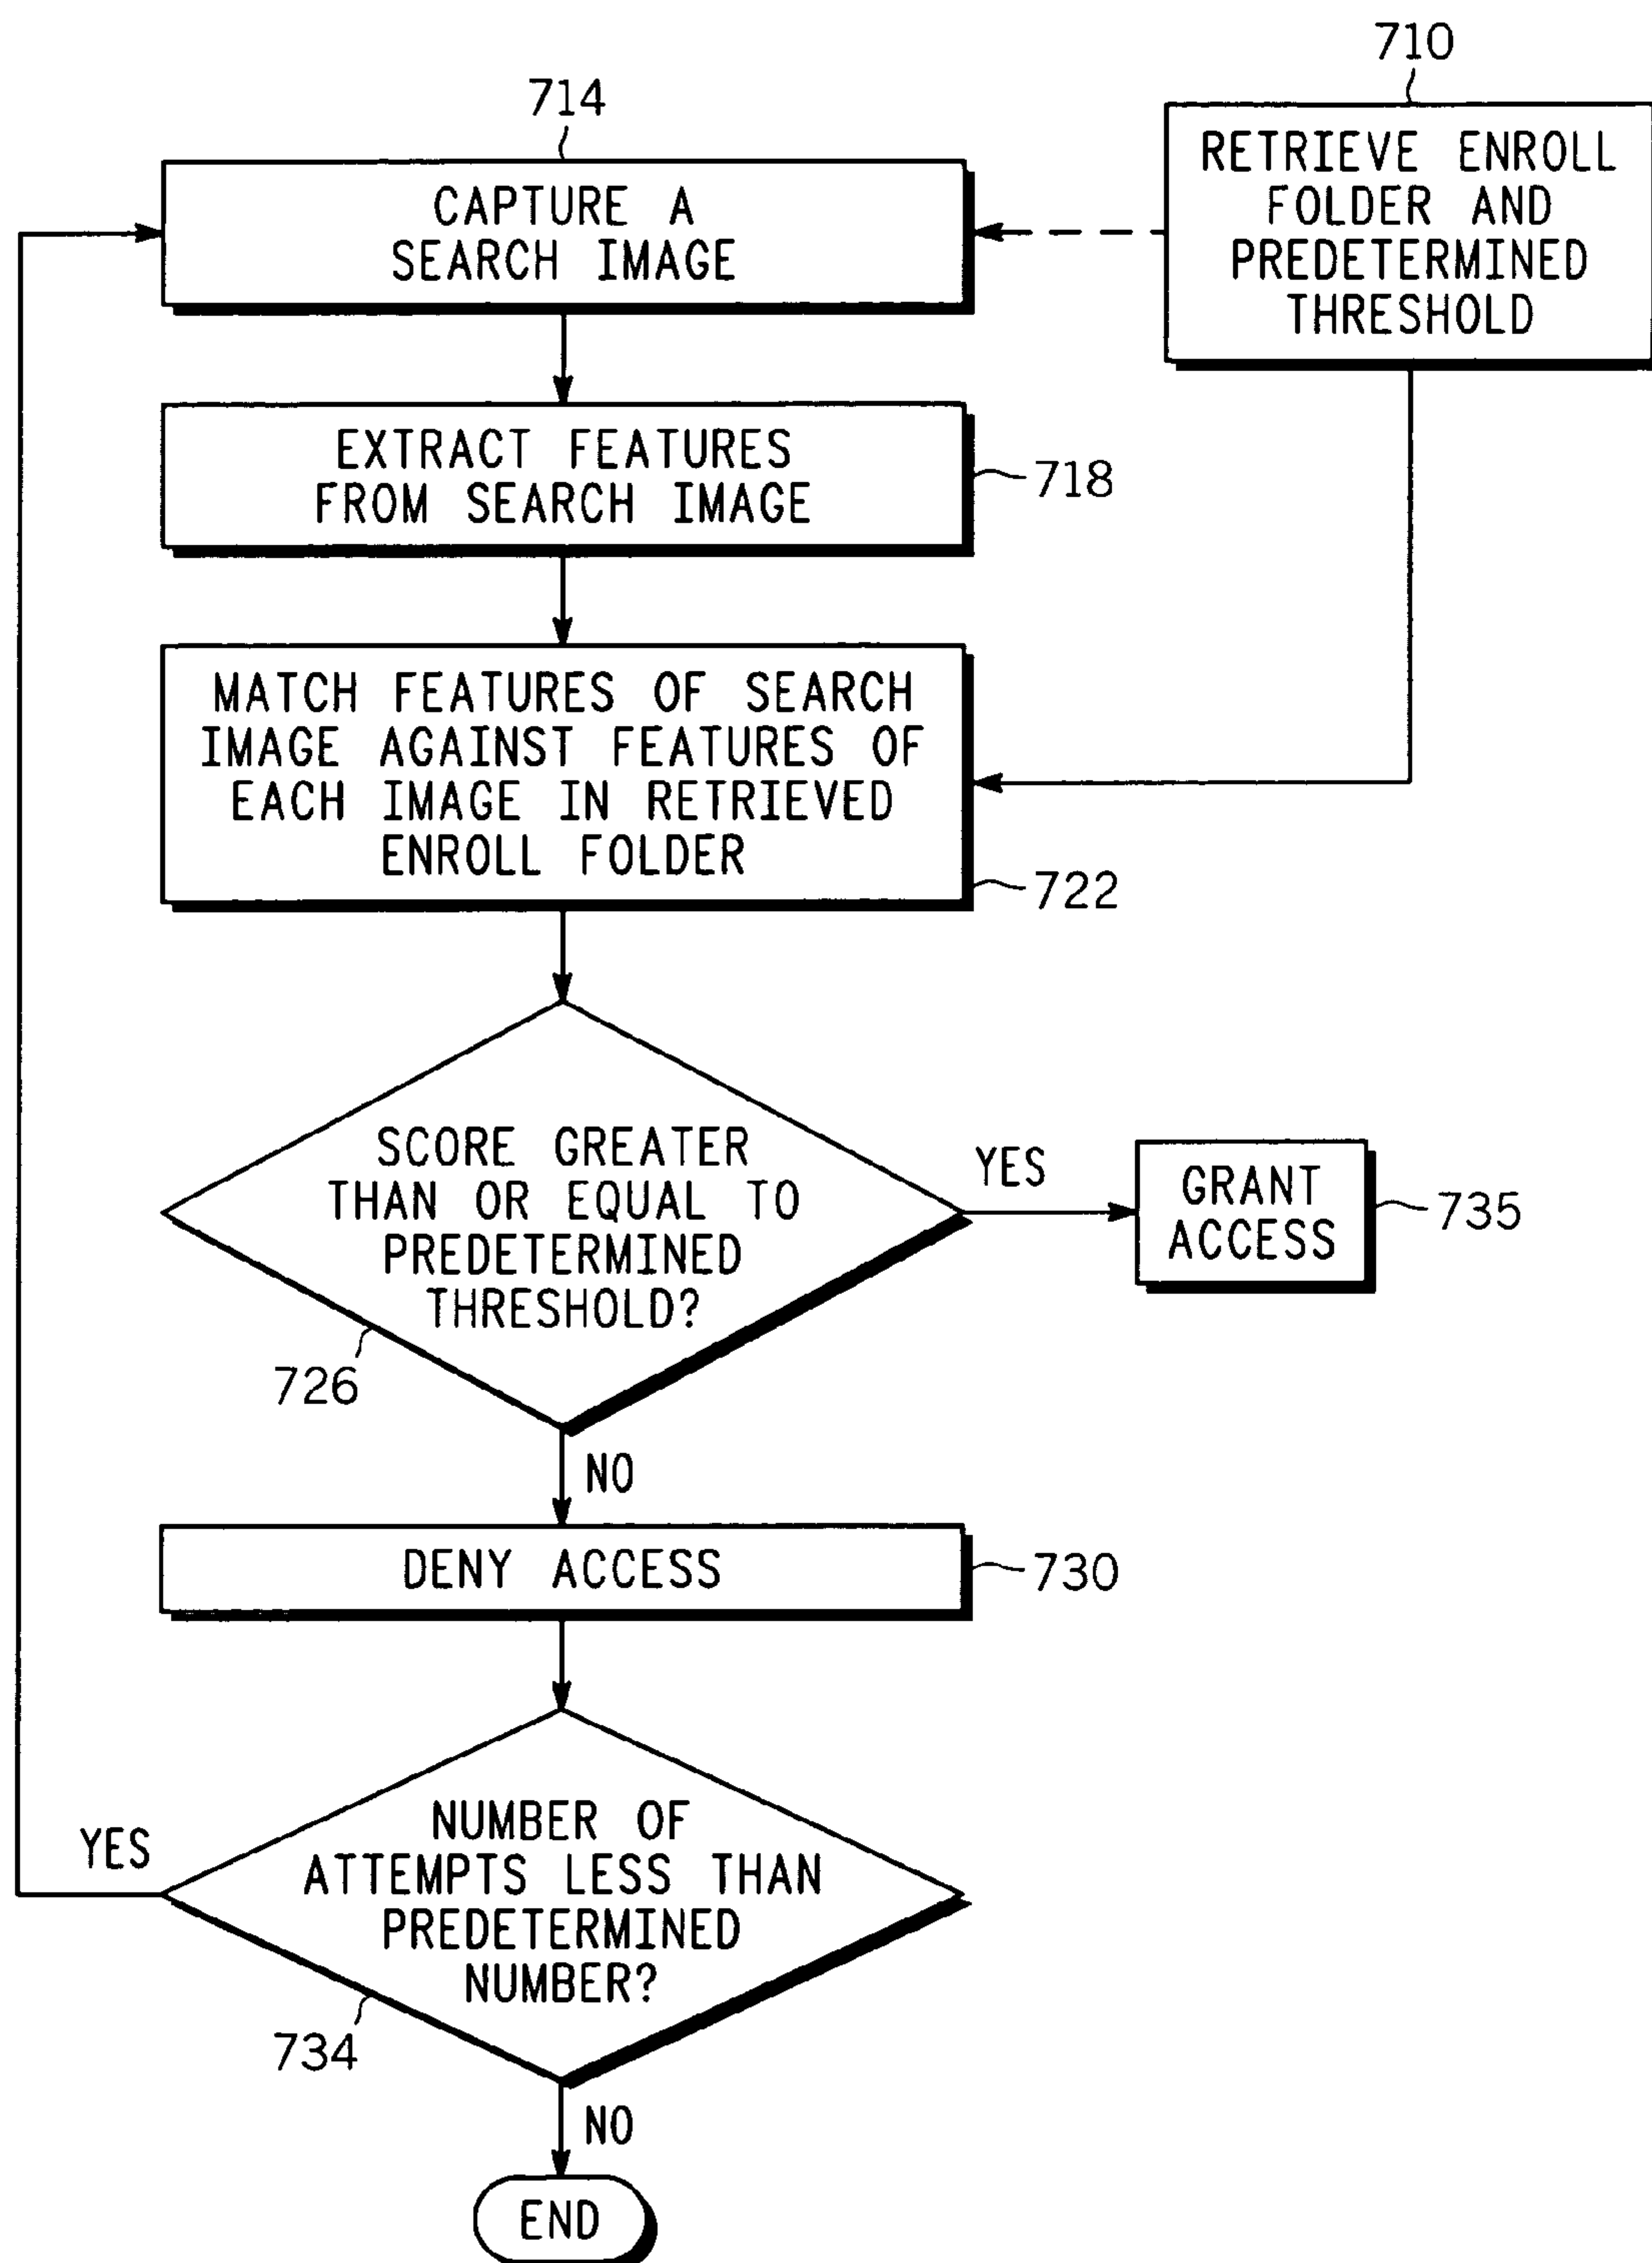 710
RETRIEVE ENROLL
FOLDER AND
PREDETERMINED
THRESHOLD
714
CAPTURE A
SEARCH IMAGE
EXTRACT FEATURES
FROM SEARCH IMAGE
718
MATCH FEATURES OF SEARCH
IMAGE AGAINST FEATURES OF
EACH IMAGE IN RETRIEVED
ENROLL FOLDER
722
SCORE GREATER
THAN OR EQUAL TO
PREDETERMINED
THRESHOLD?
726
YES
GRANT
ACCESS
735
NO
DENY ACCESS
730
NUMBER OF
ATTEMPTS LESS THAN
PREDETERMINED
NUMBER?
734
YES
NO
END